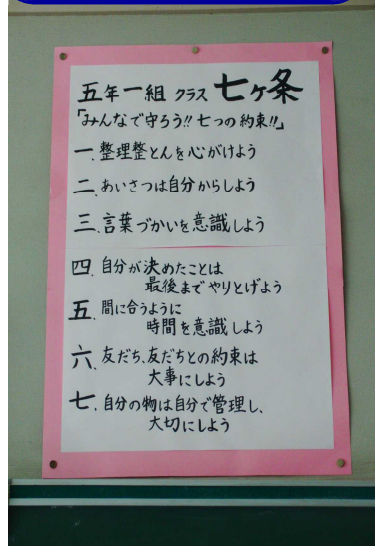 五年一組 クラス 七ヶ条
「みんなで守ろう!!七つの約束!!」
一、整理整とんを心がけよう
二、あいさつは自分からしよう
三、言葉づかいを意識しよう
四、自分が決めたことは
最後までやりとげよう
五、間に合うように
時間を意識しよう
六、友だち、友だちとの約束は
大事にしよう
七、自分の物は自分で管理し、
大切にしよう